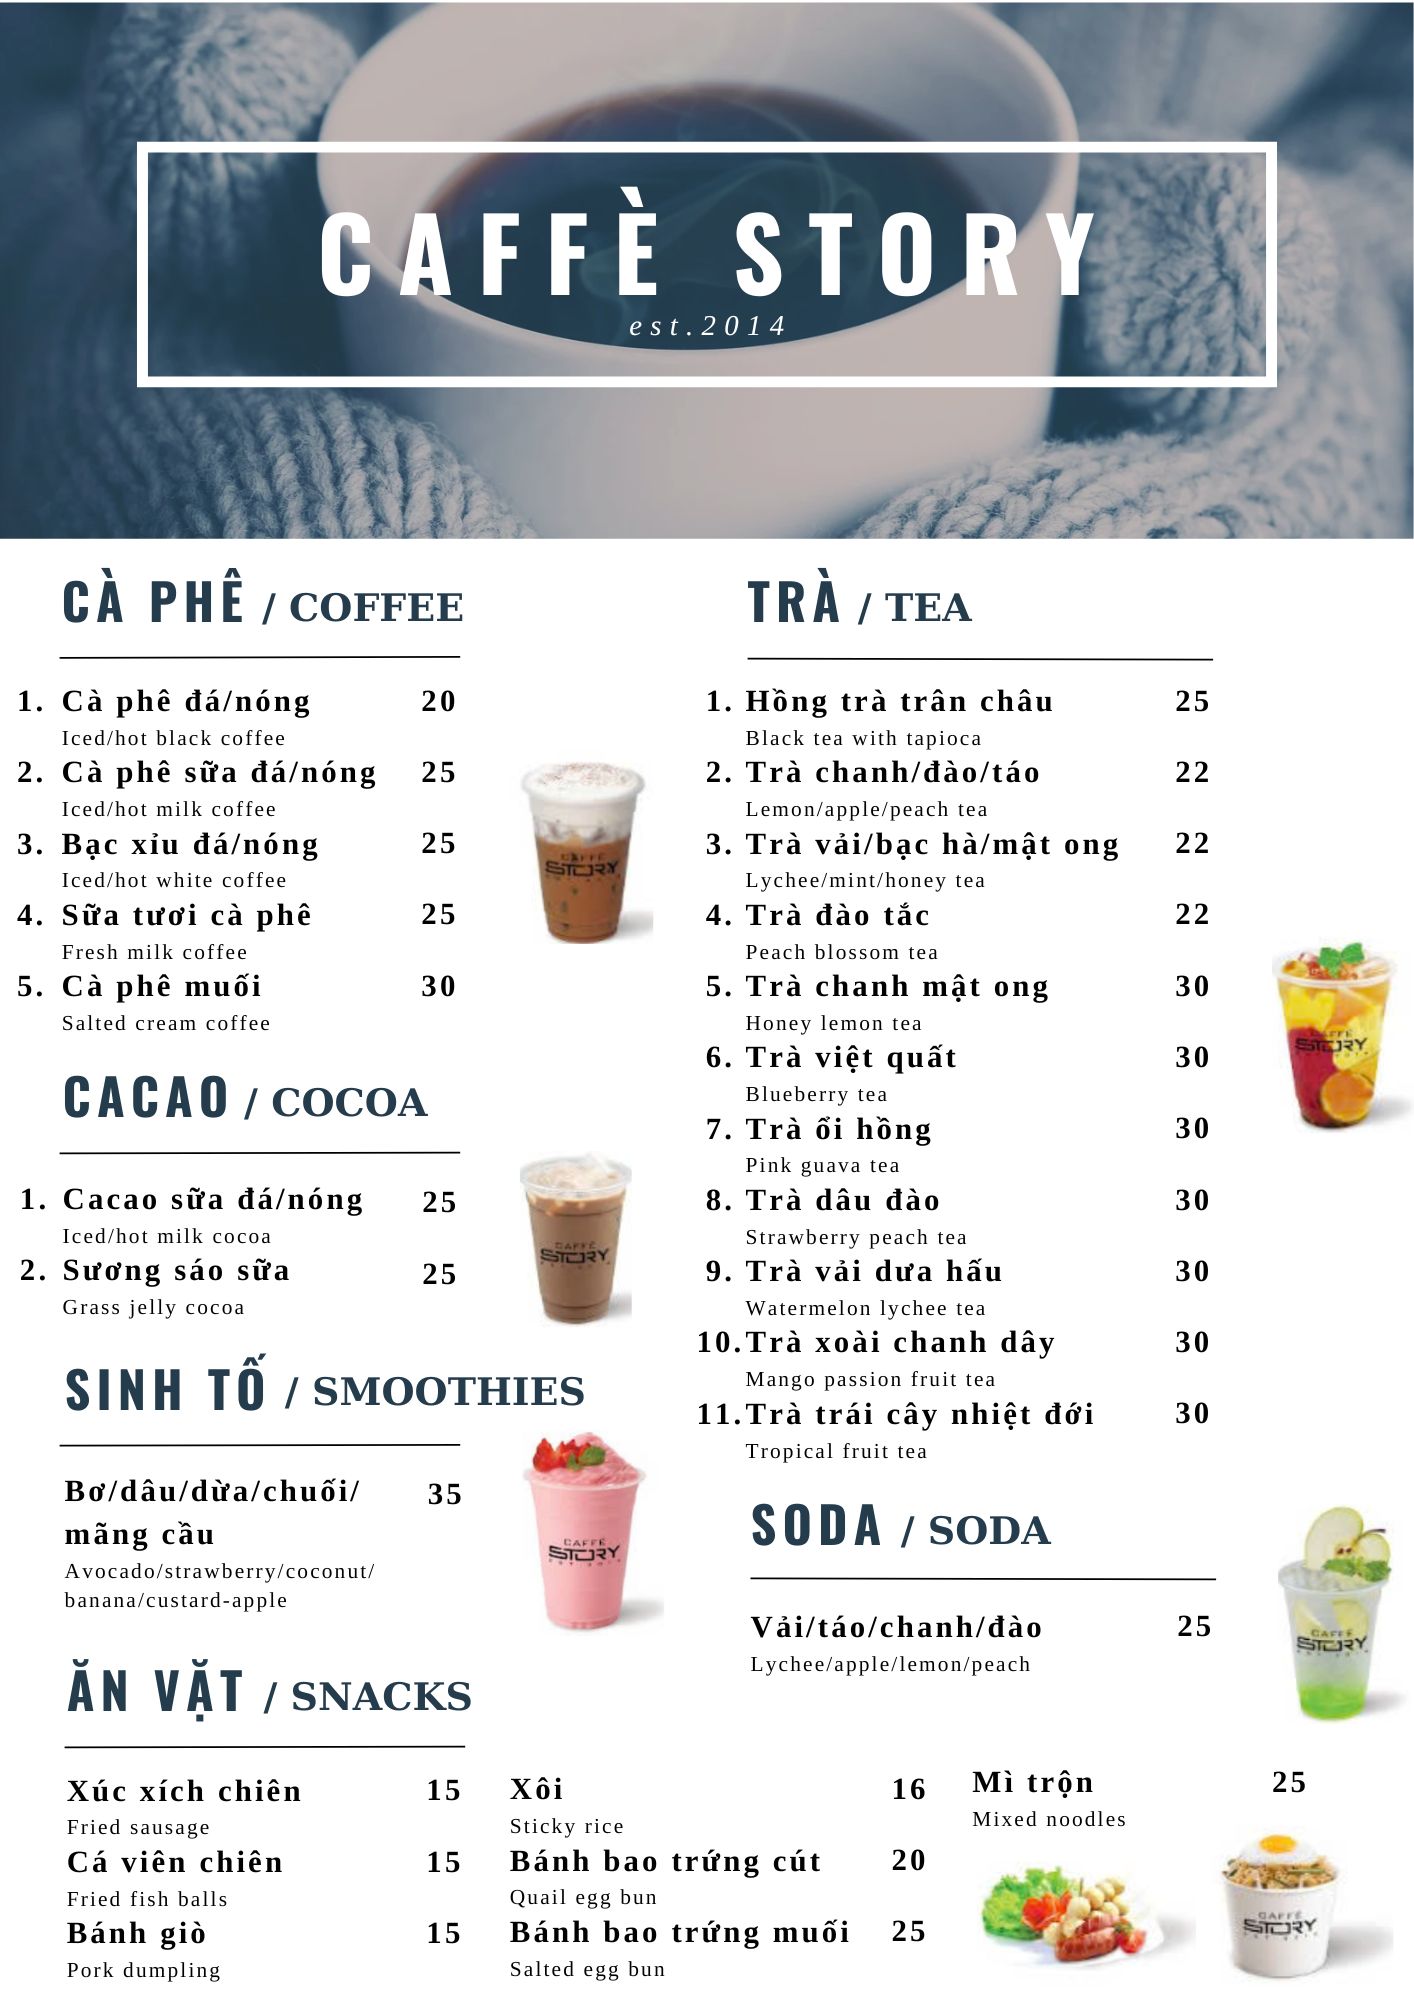 CAFFÈ STORY
est.2014
CÀ PHÊ / COFFEE
1. Cà phê đá/nóng 20
Iced/hot black coffee
2. Cà phê sữa đá/nóng 25
Iced/hot milk coffee
3. Bạc xỉu đá/nóng 25
Iced/hot white coffee
4. Sữa tươi cà phê 25
Fresh milk coffee
5. Cà phê muối 30
Salted cream coffee
CAFFÈ
STORY
CACAO / COCOA
1. Cacao sữa đá/nóng 25
Iced/hot milk cocoa
2. Sương sáo sữa 25
Grass jelly cocoa
CAFFÈ
STORY
SINH TỐ / SMOOTHIES
Bơ/dâu/dừa/chuối/ 35
mãng cầu
Avocado/strawberry/coconut/
banana/custard-apple
CAFFÈ
STORY
TRÀ / TEA
1. Hồng trà trân châu 25
Black tea with tapioca
2. Trà chanh/đào/táo 22
Lemon/apple/peach tea
3. Trà vải/bạc hà/mật ong 22
Lychee/mint/honey tea
4. Trà đào tắc 22
Peach blossom tea
5. Trà chanh mật ong 30
Honey lemon tea
6. Trà việt quất 30
Blueberry tea
7. Trà ổi hồng 30
Pink guava tea
8. Trà dâu đào 30
Strawberry peach tea
9. Trà vải dưa hấu 30
Watermelon lychee tea
10. Trà xoài chanh dây 30
Mango passion fruit tea
11. Trà trái cây nhiệt đới 30
Tropical fruit tea
CAFFÈ
STORY
SODA / SODA
Vải/táo/chanh/đào 25
Lychee/apple/lemon/peach
CAFFÈ
STORY
ĂN VẶT / SNACKS
Xúc xích chiên 15
Fried sausage
Cá viên chiên 15
Fried fish balls
Bánh giò 15
Pork dumpling
Xôi 16
Sticky rice
Bánh bao trứng cút 20
Quail egg bun
Bánh bao trứng muối 25
Salted egg bun
Mì trộn 25
Mixed noodles
CAFFÈ
STORY